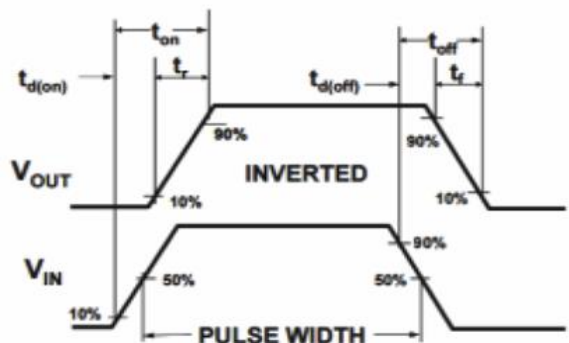 t_on t_off
t_r t_f
t_d(on) t_d(off)
90% 90%
V_OUT INVERTED
10% 10%
90%
V_IN 50% 50%
10%
PULSE WIDTH